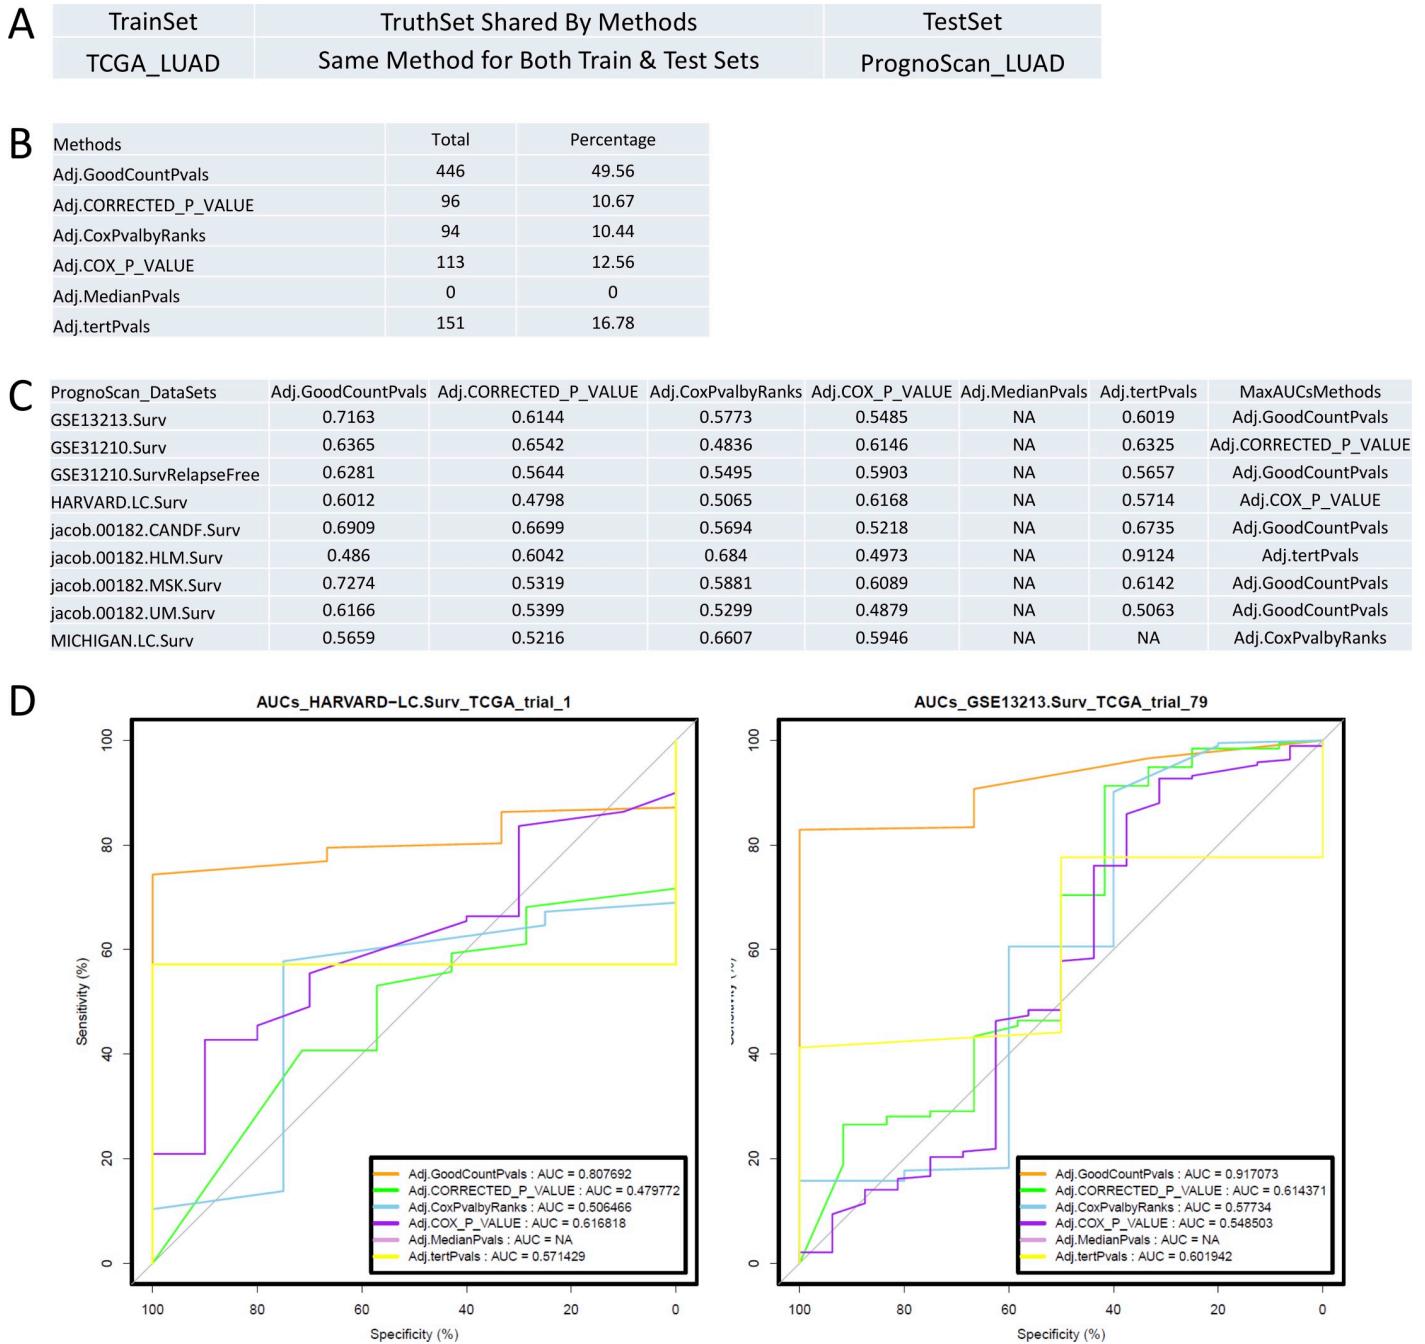 A
TrainSet TruthSet Shared By Methods TestSet
TCGA_LUAD Same Method for Both Train & Test Sets PrognoScan_LUAD
B
Methods Total Percentage
Adj.GoodCountPvals 446 49.56
Adj.CORRECTED_P_VALUE 96 10.67
Adj.CoxPvalbyRanks 94 10.44
Adj.COX_P_VALUE 113 12.56
Adj.MedianPvals 0 0
Adj.tertPvals 151 16.78
C
PrognoScan_DataSets Adj.GoodCountPvals Adj.CORRECTED_P_VALUE Adj.CoxPvalbyRanks Adj.COX_P_VALUE Adj.MedianPvals Adj.tertPvals MaxAUCsMethods
GSE13213.Surv 0.7163 0.6144 0.5773 0.5485 NA 0.6019 Adj.GoodCountPvals
GSE31210.Surv 0.6365 0.6542 0.4836 0.6146 NA 0.6325 Adj.CORRECTED_P_VALUE
GSE31210.SurvRelapseFree 0.6281 0.5644 0.5495 0.5903 NA 0.5657 Adj.GoodCountPvals
HARVARD.LC.Surv 0.6012 0.4798 0.5065 0.6168 NA 0.5714 Adj.COX_P_VALUE
jacob.00182.CANDF.Surv 0.6909 0.6699 0.5694 0.5218 NA 0.6735 Adj.GoodCountPvals
jacob.00182.HLM.Surv 0.486 0.6042 0.684 0.4973 NA 0.9124 Adj.tertPvals
jacob.00182.MSK.Surv 0.7274 0.5319 0.5881 0.6089 NA 0.6142 Adj.GoodCountPvals
jacob.00182.UM.Surv 0.6166 0.5399 0.5299 0.4879 NA 0.5063 Adj.GoodCountPvals
MICHIGAN.LC.Surv 0.5659 0.5216 0.6607 0.5946 NA NA Adj.CoxPvalbyRanks
D
AUCs_HARVARD−LC.Surv_TCGA_trial_1
100
80
60
40
20
0
Sensitivity (%)
Adj.GoodCountPvals : AUC = 0.807692
Adj.CORRECTED_P_VALUE : AUC = 0.479772
Adj.CoxPvalbyRanks : AUC = 0.506466
Adj.COX_P_VALUE : AUC = 0.616818
Adj.MedianPvals : AUC = NA
Adj.tertPvals : AUC = 0.571429
100 80 60 40 20 0
Specificity (%)
AUCs_GSE13213.Surv_TCGA_trial_79
100
80
60
40
20
0
Sensitivity (%)
Adj.GoodCountPvals : AUC = 0.917073
Adj.CORRECTED_P_VALUE : AUC = 0.614371
Adj.CoxPvalbyRanks : AUC = 0.57734
Adj.COX_P_VALUE : AUC = 0.548503
Adj.MedianPvals : AUC = NA
Adj.tertPvals : AUC = 0.601942
100 80 60 40 20 0
Specificity (%)